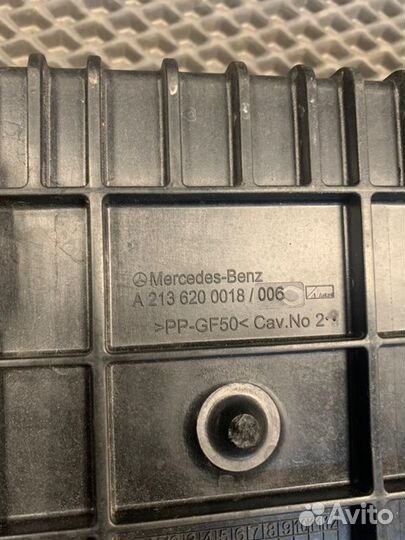 Mercedes-Benz
A 213 620 0018 / 006
>PP-GF50< Cav.No 2
Avito